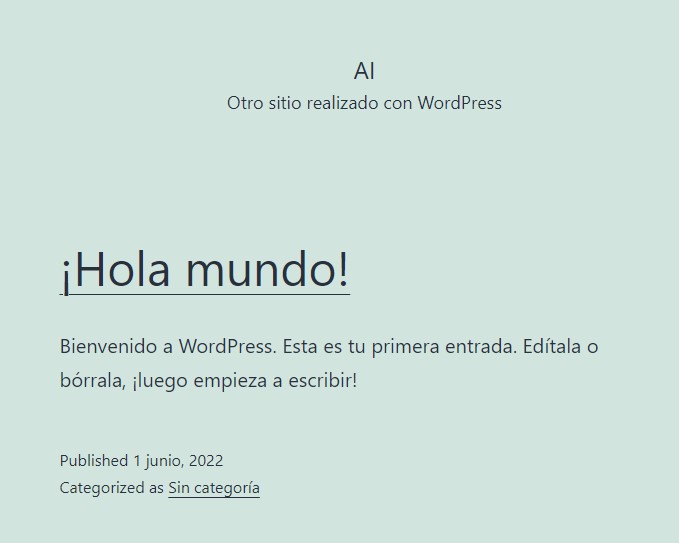 AI
Otro sitio realizado con WordPress
¡Hola mundo!
Bienvenido a WordPress. Esta es tu primera entrada. Edítala o
bórrala, ¡luego empieza a escribir!
Published 1 junio, 2022
Categorized as Sin categoría